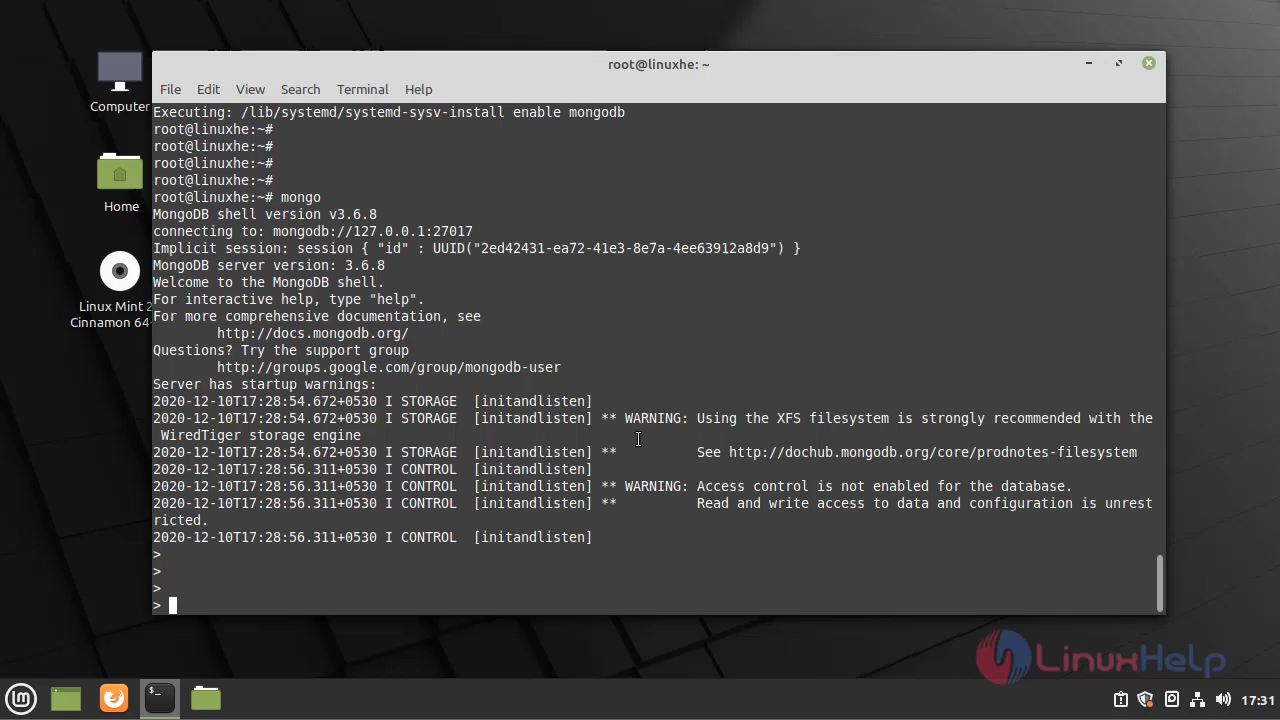 root@linuxhe: ~
File Edit View Search Terminal Help
Computer
Home
Linux Mint 2
Cinnamon 64-
Executing: /lib/systemd/systemd-sysv-install enable mongodb
root@linuxhe:~#
root@linuxhe:~#
root@linuxhe:~#
root@linuxhe:~#
root@linuxhe:~# mongo
MongoDB shell version v3.6.8
connecting to: mongodb://127.0.0.1:27017
Implicit session: session { "id" : UUID("2ed42431-ea72-41e3-8e7a-4ee63912a8d9") }
MongoDB server version: 3.6.8
Welcome to the MongoDB shell.
For interactive help, type "help".
For more comprehensive documentation, see
http://docs.mongodb.org/
Questions? Try the support group
http://groups.google.com/group/mongodb-user
Server has startup warnings:
2020-12-10T17:28:54.672+0530 I STORAGE  [initandlisten]
2020-12-10T17:28:54.672+0530 I STORAGE  [initandlisten] ** WARNING: Using the XFS filesystem is strongly recommended with the
WiredTiger storage engine
2020-12-10T17:28:54.672+0530 I STORAGE  [initandlisten] **          See http://dochub.mongodb.org/core/prodnotes-filesystem
2020-12-10T17:28:56.311+0530 I CONTROL  [initandlisten]
2020-12-10T17:28:56.311+0530 I CONTROL  [initandlisten] ** WARNING: Access control is not enabled for the database.
2020-12-10T17:28:56.311+0530 I CONTROL  [initandlisten] **          Read and write access to data and configuration is unrest
ricted.
2020-12-10T17:28:56.311+0530 I CONTROL  [initandlisten]
>
>
>
>
LinuxHelp
17:31